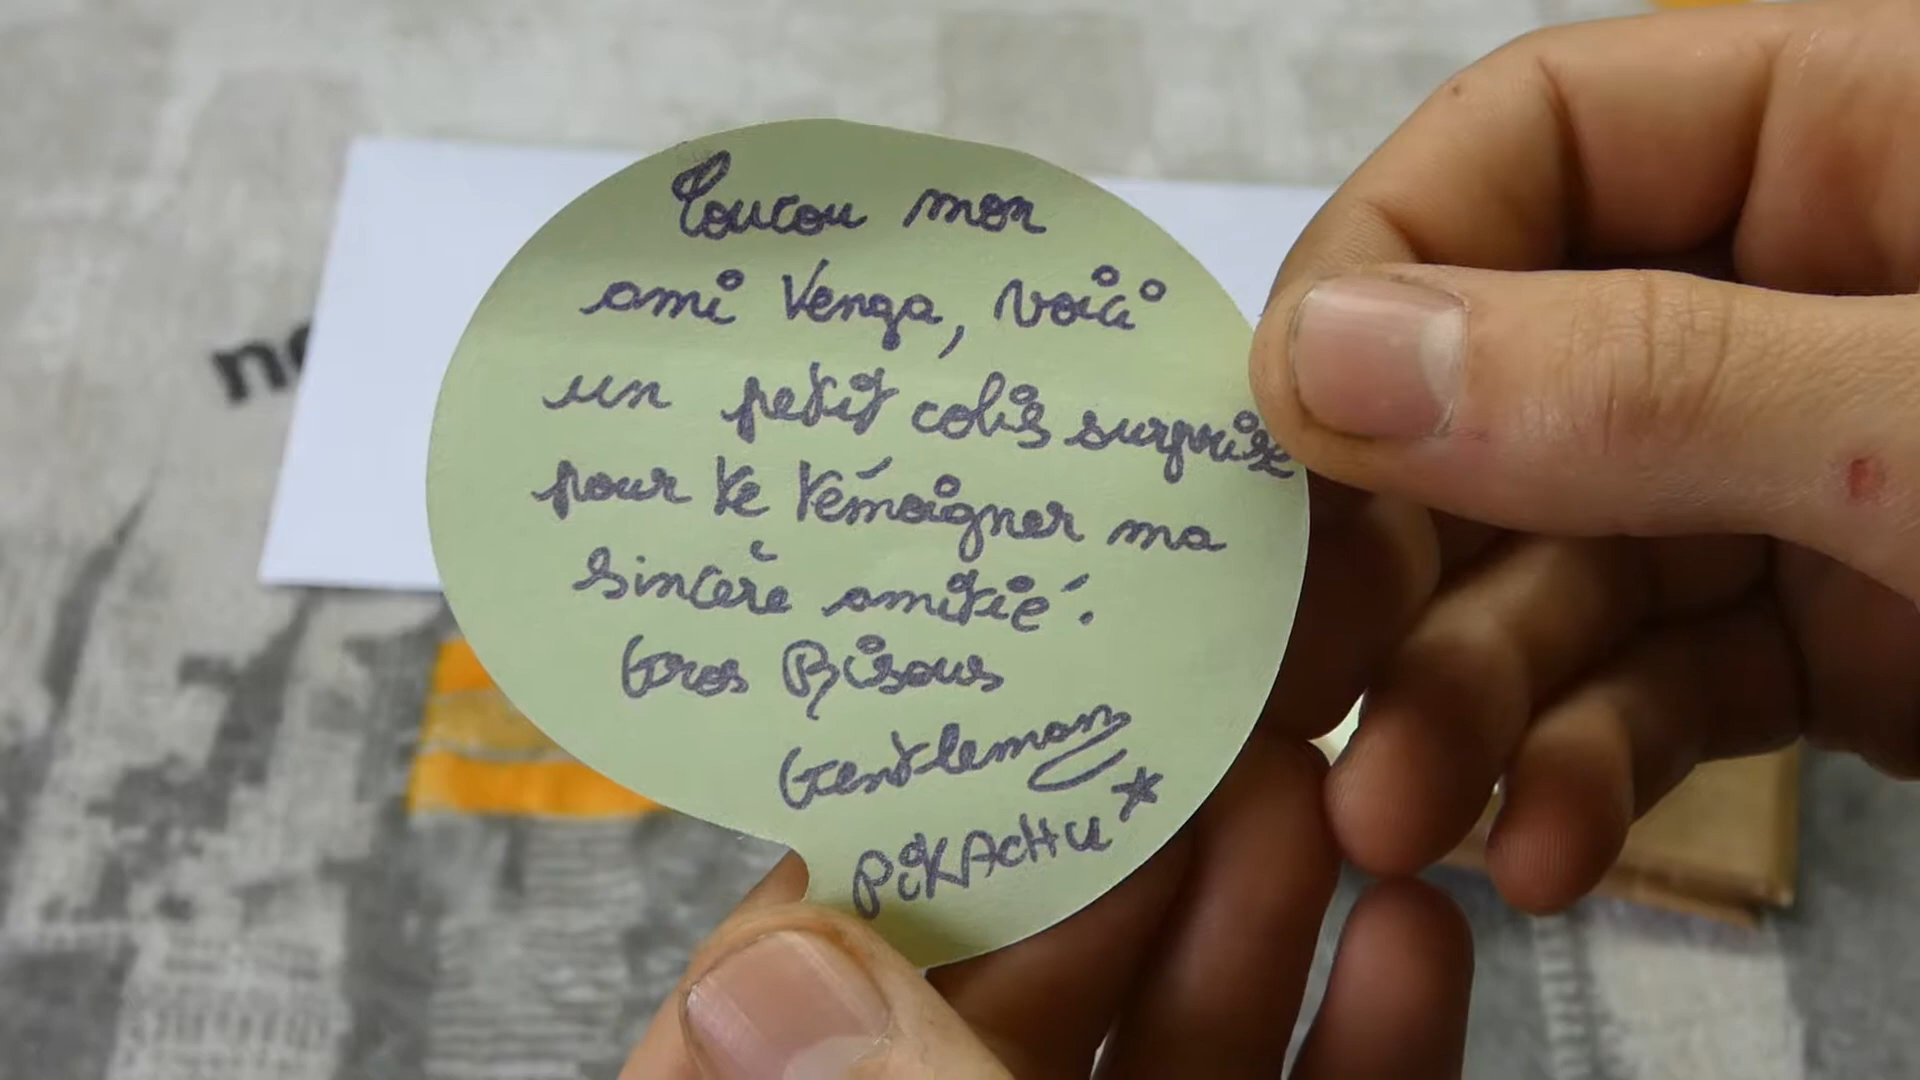 Coucou mon
ami Venga, voici
un petit colis surprise
pour te témoigner ma
sincère amitié.
Gros Bisous
Gentleman
PiKACHU*